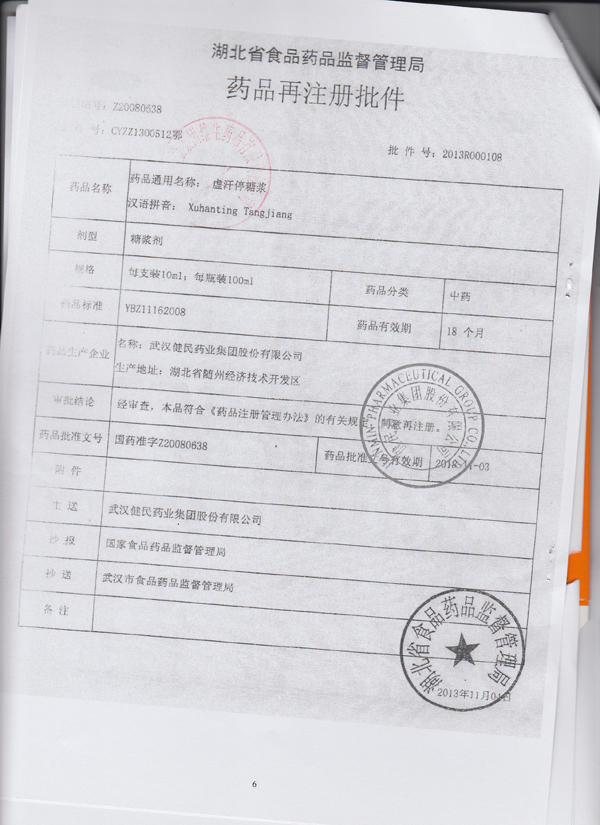 湖北省食品药品监督管理局
药品再注册批件
号: Z20080638
号: CYZZ1300512鄂
批 件 号: 2013R000108
药品名称
药品通用名称: 虚汗停糖浆
汉语拼音: Xuhanting Tangjiang
剂型
糖浆剂
规格
每支装10ml; 每瓶装100ml
药品分类
中药
药品标准
YBZ11162008
药品有效期
18 个月
药品生产企业
名称: 武汉健民药业集团股份有限公司
生产地址: 湖北省随州经济技术开发区
审批结论
经审查, 本品符合《药品注册管理办法》的有关规定, 同意再注册。
药品批准文号
国药准字Z20080638
药品批准文号有效期
2018-11-03
附 件
主 送
武汉健民药业集团股份有限公司
抄 报
国家食品药品监督管理局
抄 送
武汉市食品药品监督管理局
备 注
PHARMACEUTICAL GROUP CO.LT
业集团股份有限公司
湖北省食品药品监督管理局
2013年11月04日
6